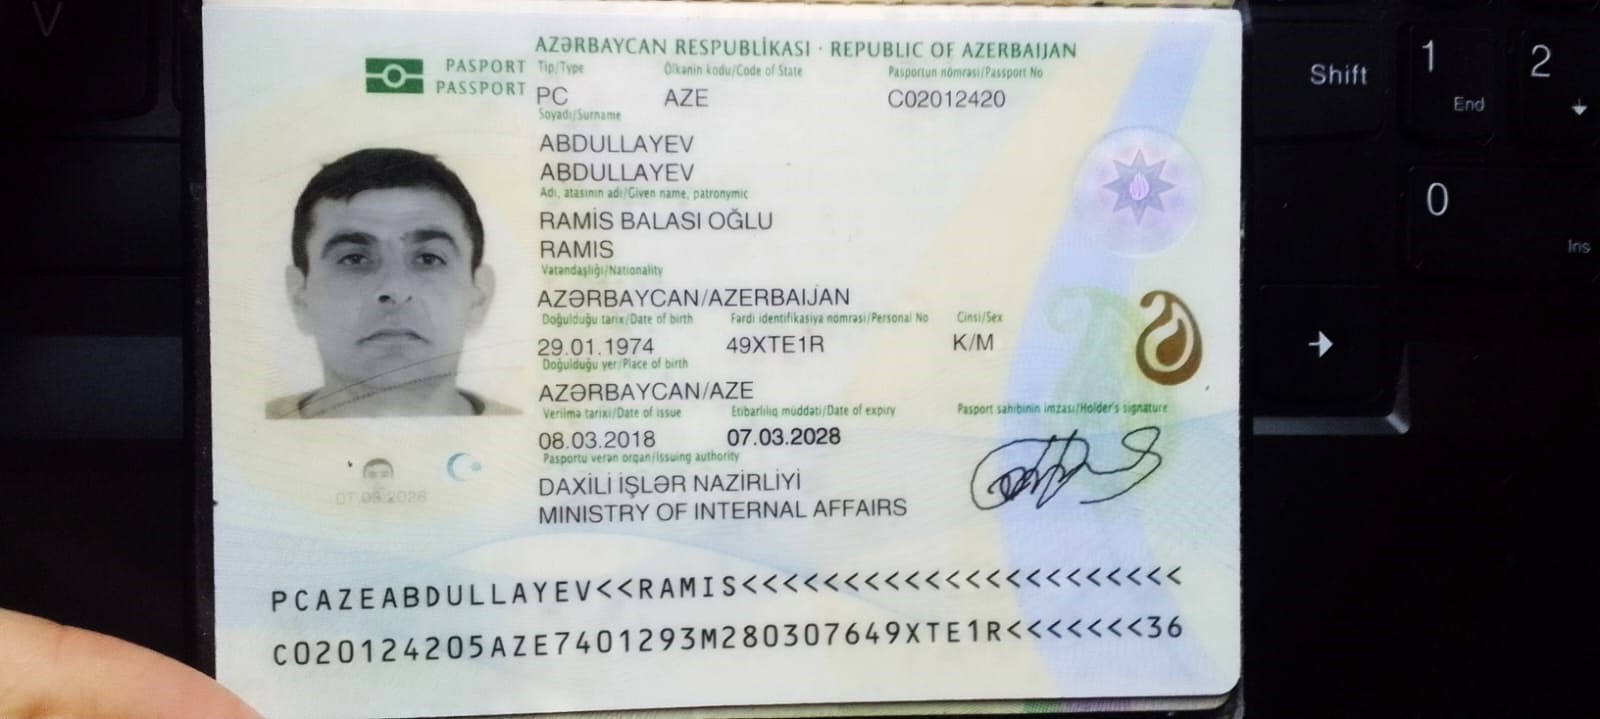 AZƏRBAYCAN RESPUBLİKASI · REPUBLIC OF AZERBAIJAN
PASPORT
PASSPORT
Tip/Type Ölkənin kodu/Code of State Pasportun nömrəsi/Passport No
PC AZE C02012420
Soyadı/Surname
ABDULLAYEV
ABDULLAYEV
Adı, atasının adı/Given name, patronymic
RAMİS BALASI OĞLU
RAMIS
Vətəndaşlığı/Nationality
AZƏRBAYCAN/AZERBAIJAN
Doğulduğu tarix/Date of birth Fərdi identifikasiya nömrəsi/Personal No Cinsi/Sex
29.01.1974 49XTE1R K/M
Doğulduğu yer/Place of birth
AZƏRBAYCAN/AZE
Verilmə tarixi/Date of issue Etibarlılıq müddəti/Date of expiry Pasport sahibinin imzası/Holder's signature
08.03.2018 07.03.2028
Pasportu verən orqan/Issuing authority
07.03.2028
DAXİLİ İŞLƏR NAZİRLİYİ
MINISTRY OF INTERNAL AFFAIRS
PCAZEABDULLAYEV<<RAMIS<<<<<<<<<<<<<<<<<<<<<<
C020124205AZE7401293M280307649XTE1R<<<<<<<36
V
Shift
1
End
2
0
Ins